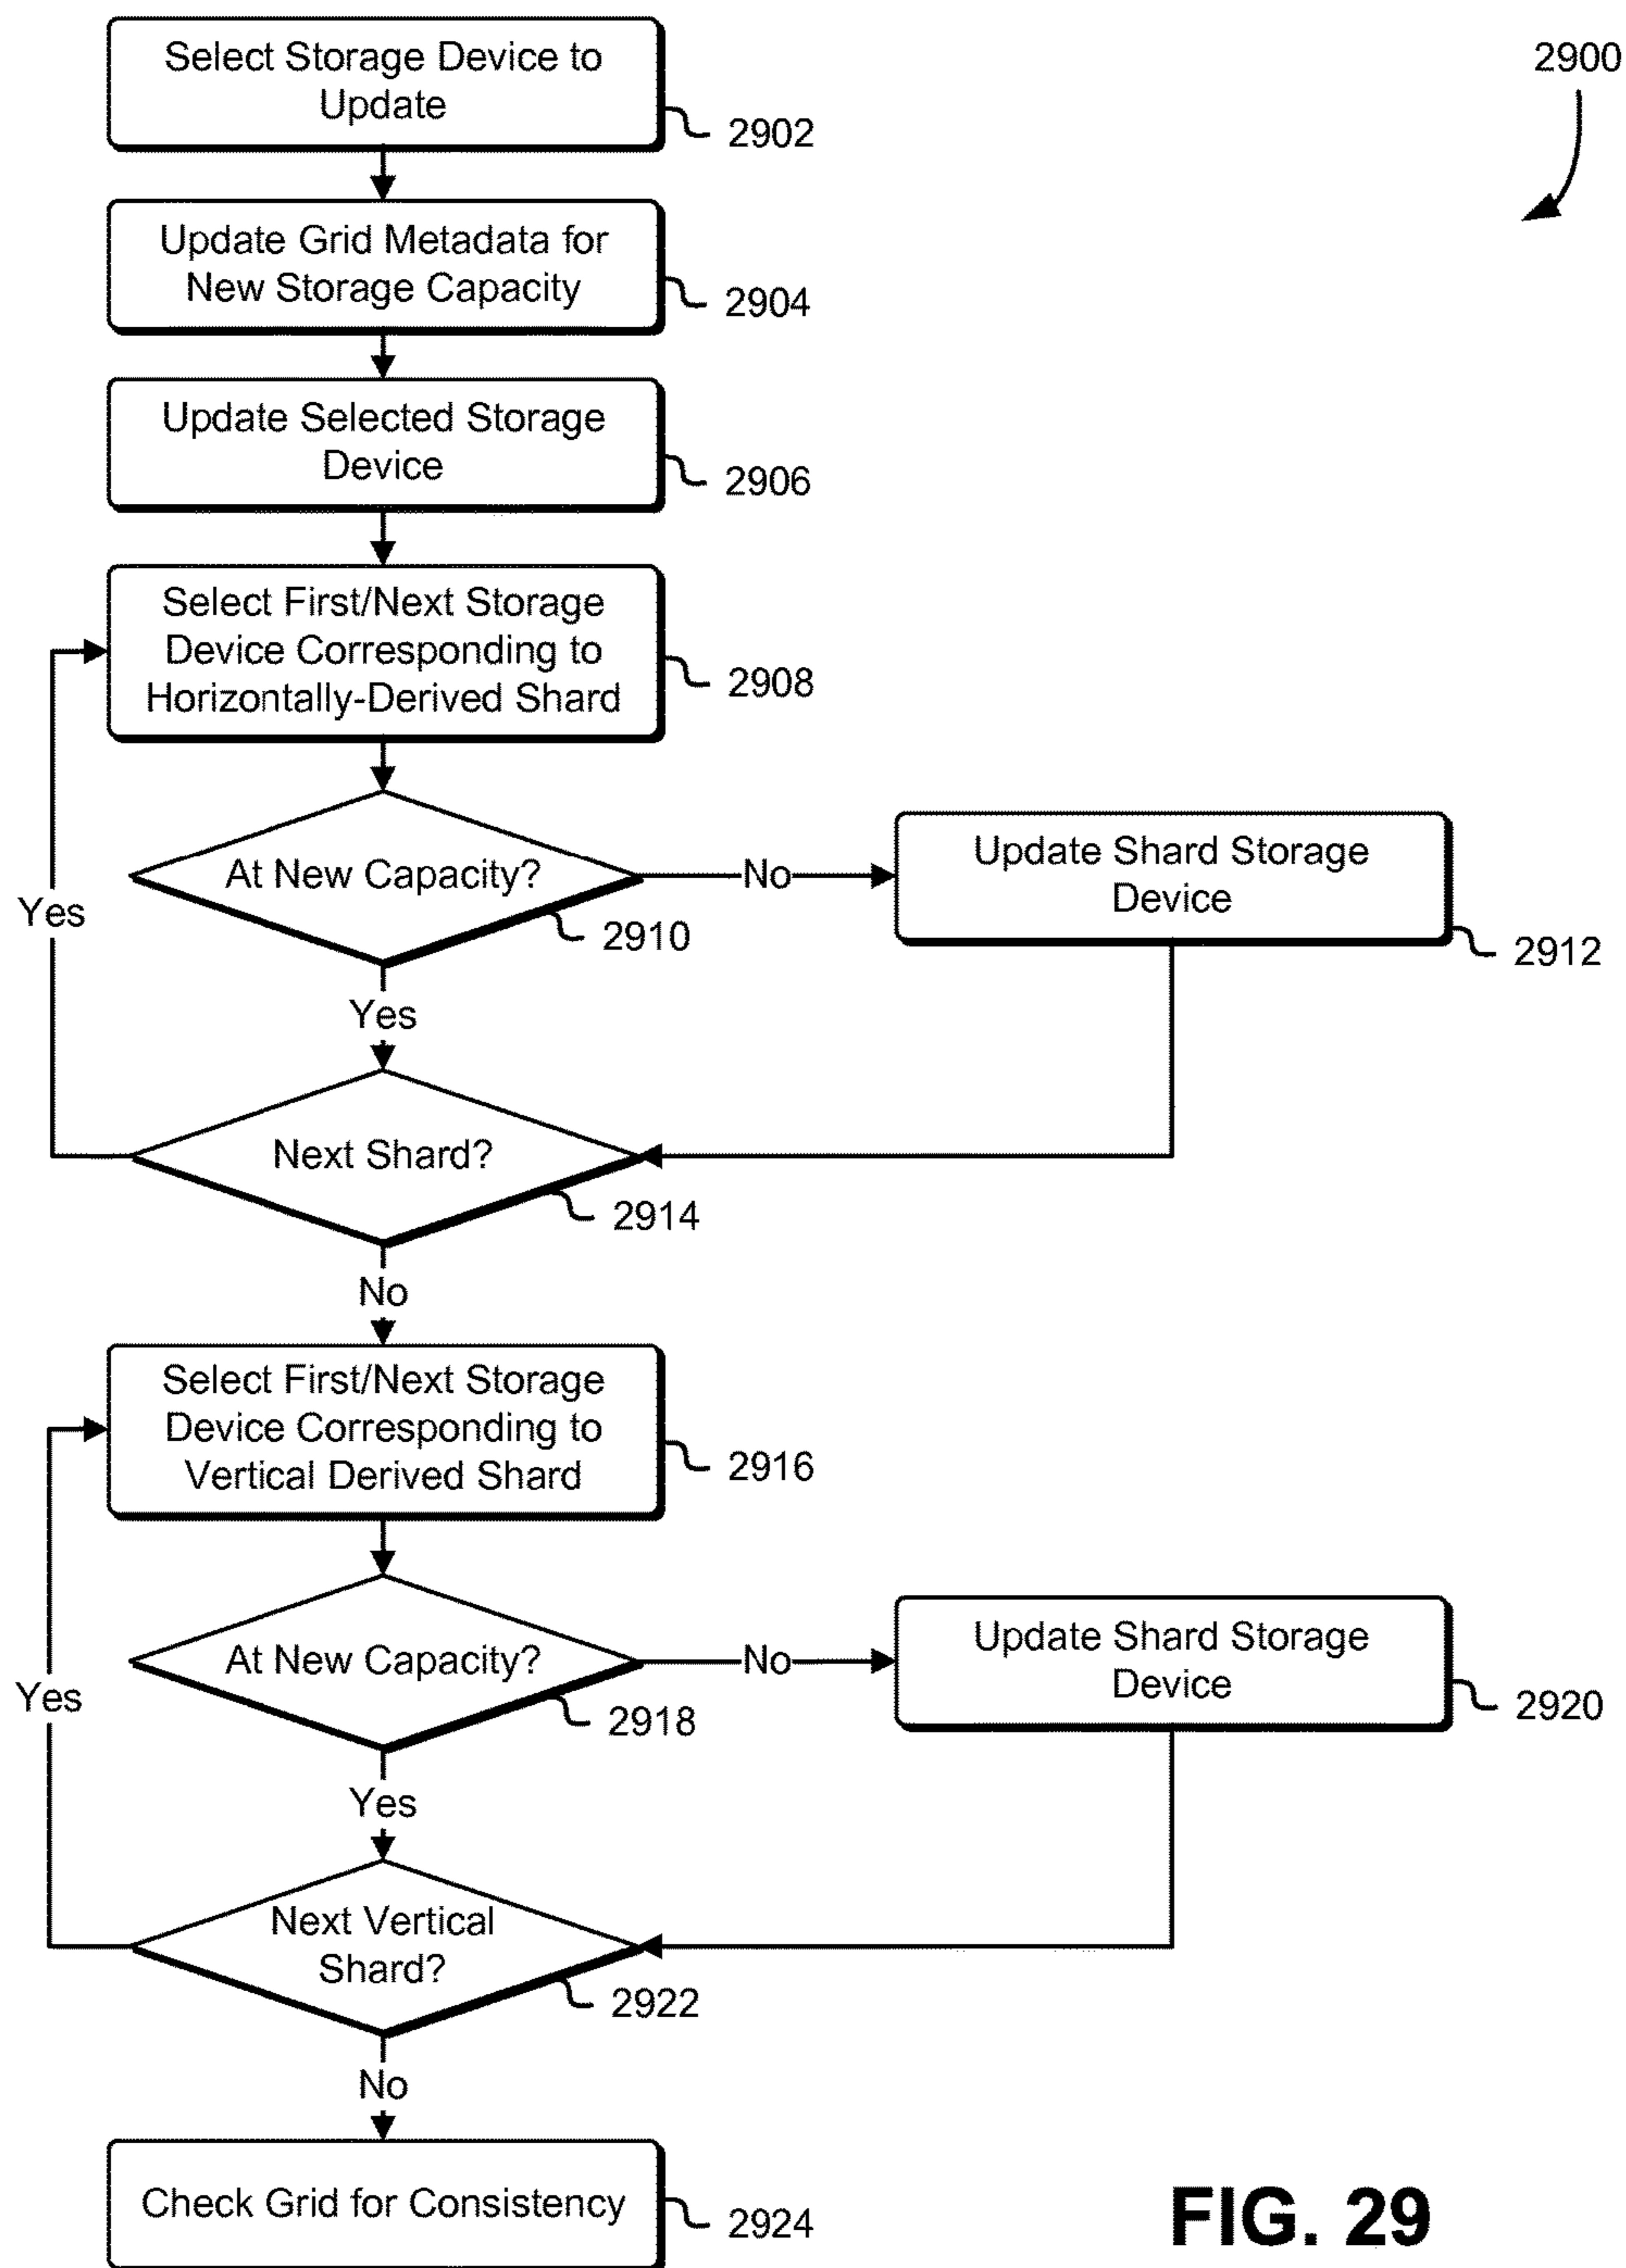 2900
Select Storage Device to
Update
2902
Update Grid Metadata for
New Storage Capacity
2904
Update Selected Storage
Device
2906
Select First/Next Storage
Device Corresponding to
Horizontally-Derived Shard
2908
At New Capacity?
2910
No
Update Shard Storage
Device
2912
Yes
Yes
Next Shard?
2914
No
Select First/Next Storage
Device Corresponding to
Vertical Derived Shard
2916
At New Capacity?
2918
No
Update Shard Storage
Device
2920
Yes
Yes
Next Vertical
Shard?
2922
No
Check Grid for Consistency
2924
FIG. 29